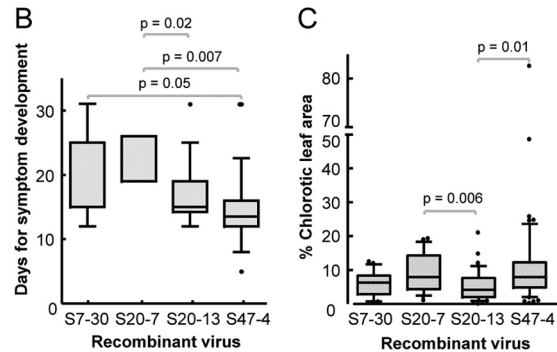 B
p = 0.02
p = 0.007
p = 0.05
Days for symptom development
30
20
10
0
S7-30 S20-7 S20-13 S47-4
Recombinant virus
C
p = 0.01
p = 0.006
% Chlorotic leaf area
80
70
50
40
30
20
10
0
S7-30 S20-7 S20-13 S47-4
Recombinant virus